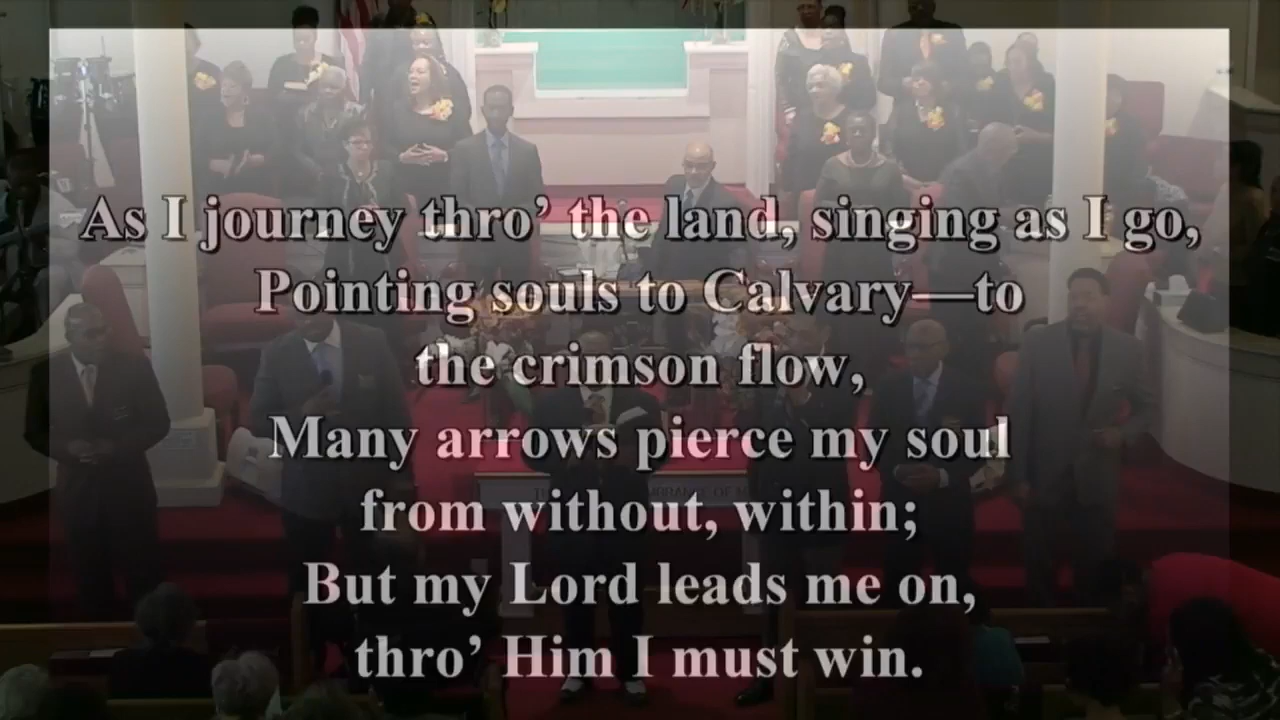 As I journey thro’ the land, singing as I go,
Pointing souls to Calvary—to
the crimson flow,
Many arrows pierce my soul
from without, within;
But my Lord leads me on,
thro’ Him I must win.